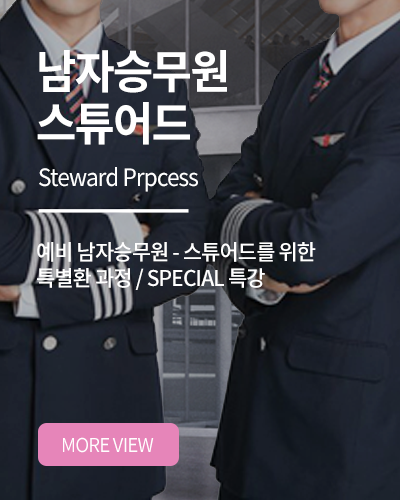 남자승무원
스튜어드
Steward Prpcess
예비 남자승무원 - 스튜어드를 위한
특별환 과정 / SPECIAL 특강
MORE VIEW